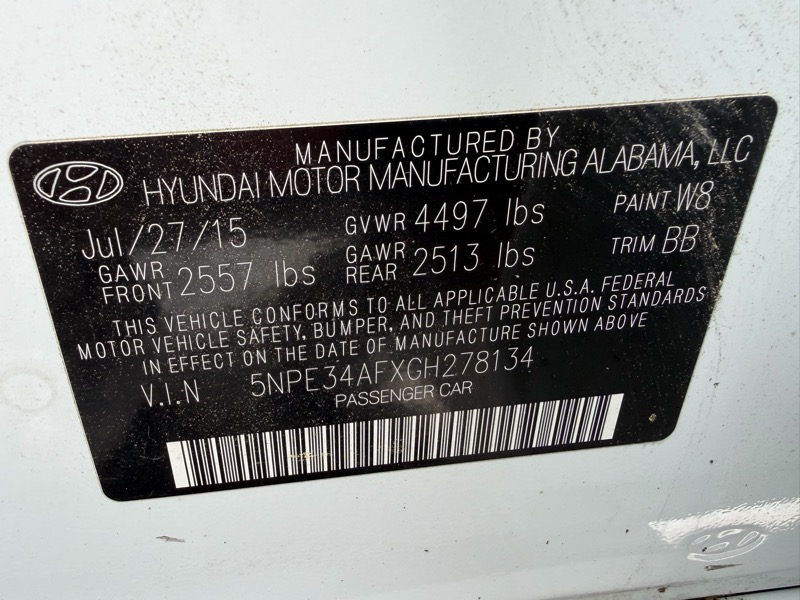 MANUFACTURED BY
HYUNDAI MOTOR MANUFACTURING ALABAMA, LLC
Jul/27/15 GVWR 4497 lbs PAINT W8
GAWR FRONT 2557 lbs GAWR REAR 2513 lbs TRIM BB
THIS VEHICLE CONFORMS TO ALL APPLICABLE U.S.A. FEDERAL
MOTOR VEHICLE SAFETY, BUMPER, AND THEFT PREVENTION STANDARDS
IN EFFECT ON THE DATE OF MANUFACTURE SHOWN ABOVE
V.I.N 5NPE34AFXGH278134
PASSENGER CAR